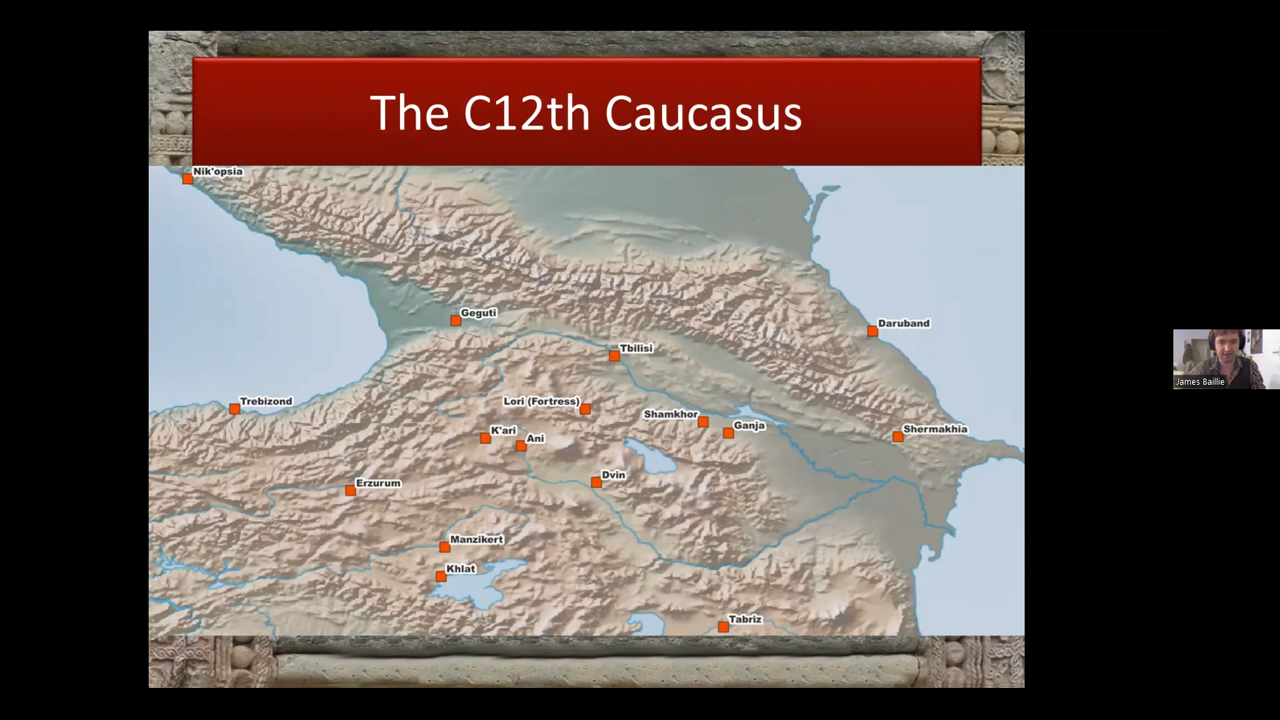 The C12th Caucasus
Nik'opsia
Geguti
Daruband
Tbilisi
Trebizond
Lori (Fortress)
Shamkhor
Ganja
Shermakhia
K'ari
Ani
Dvin
Erzurum
Manzikert
Khlat
Tabriz
James Baillie